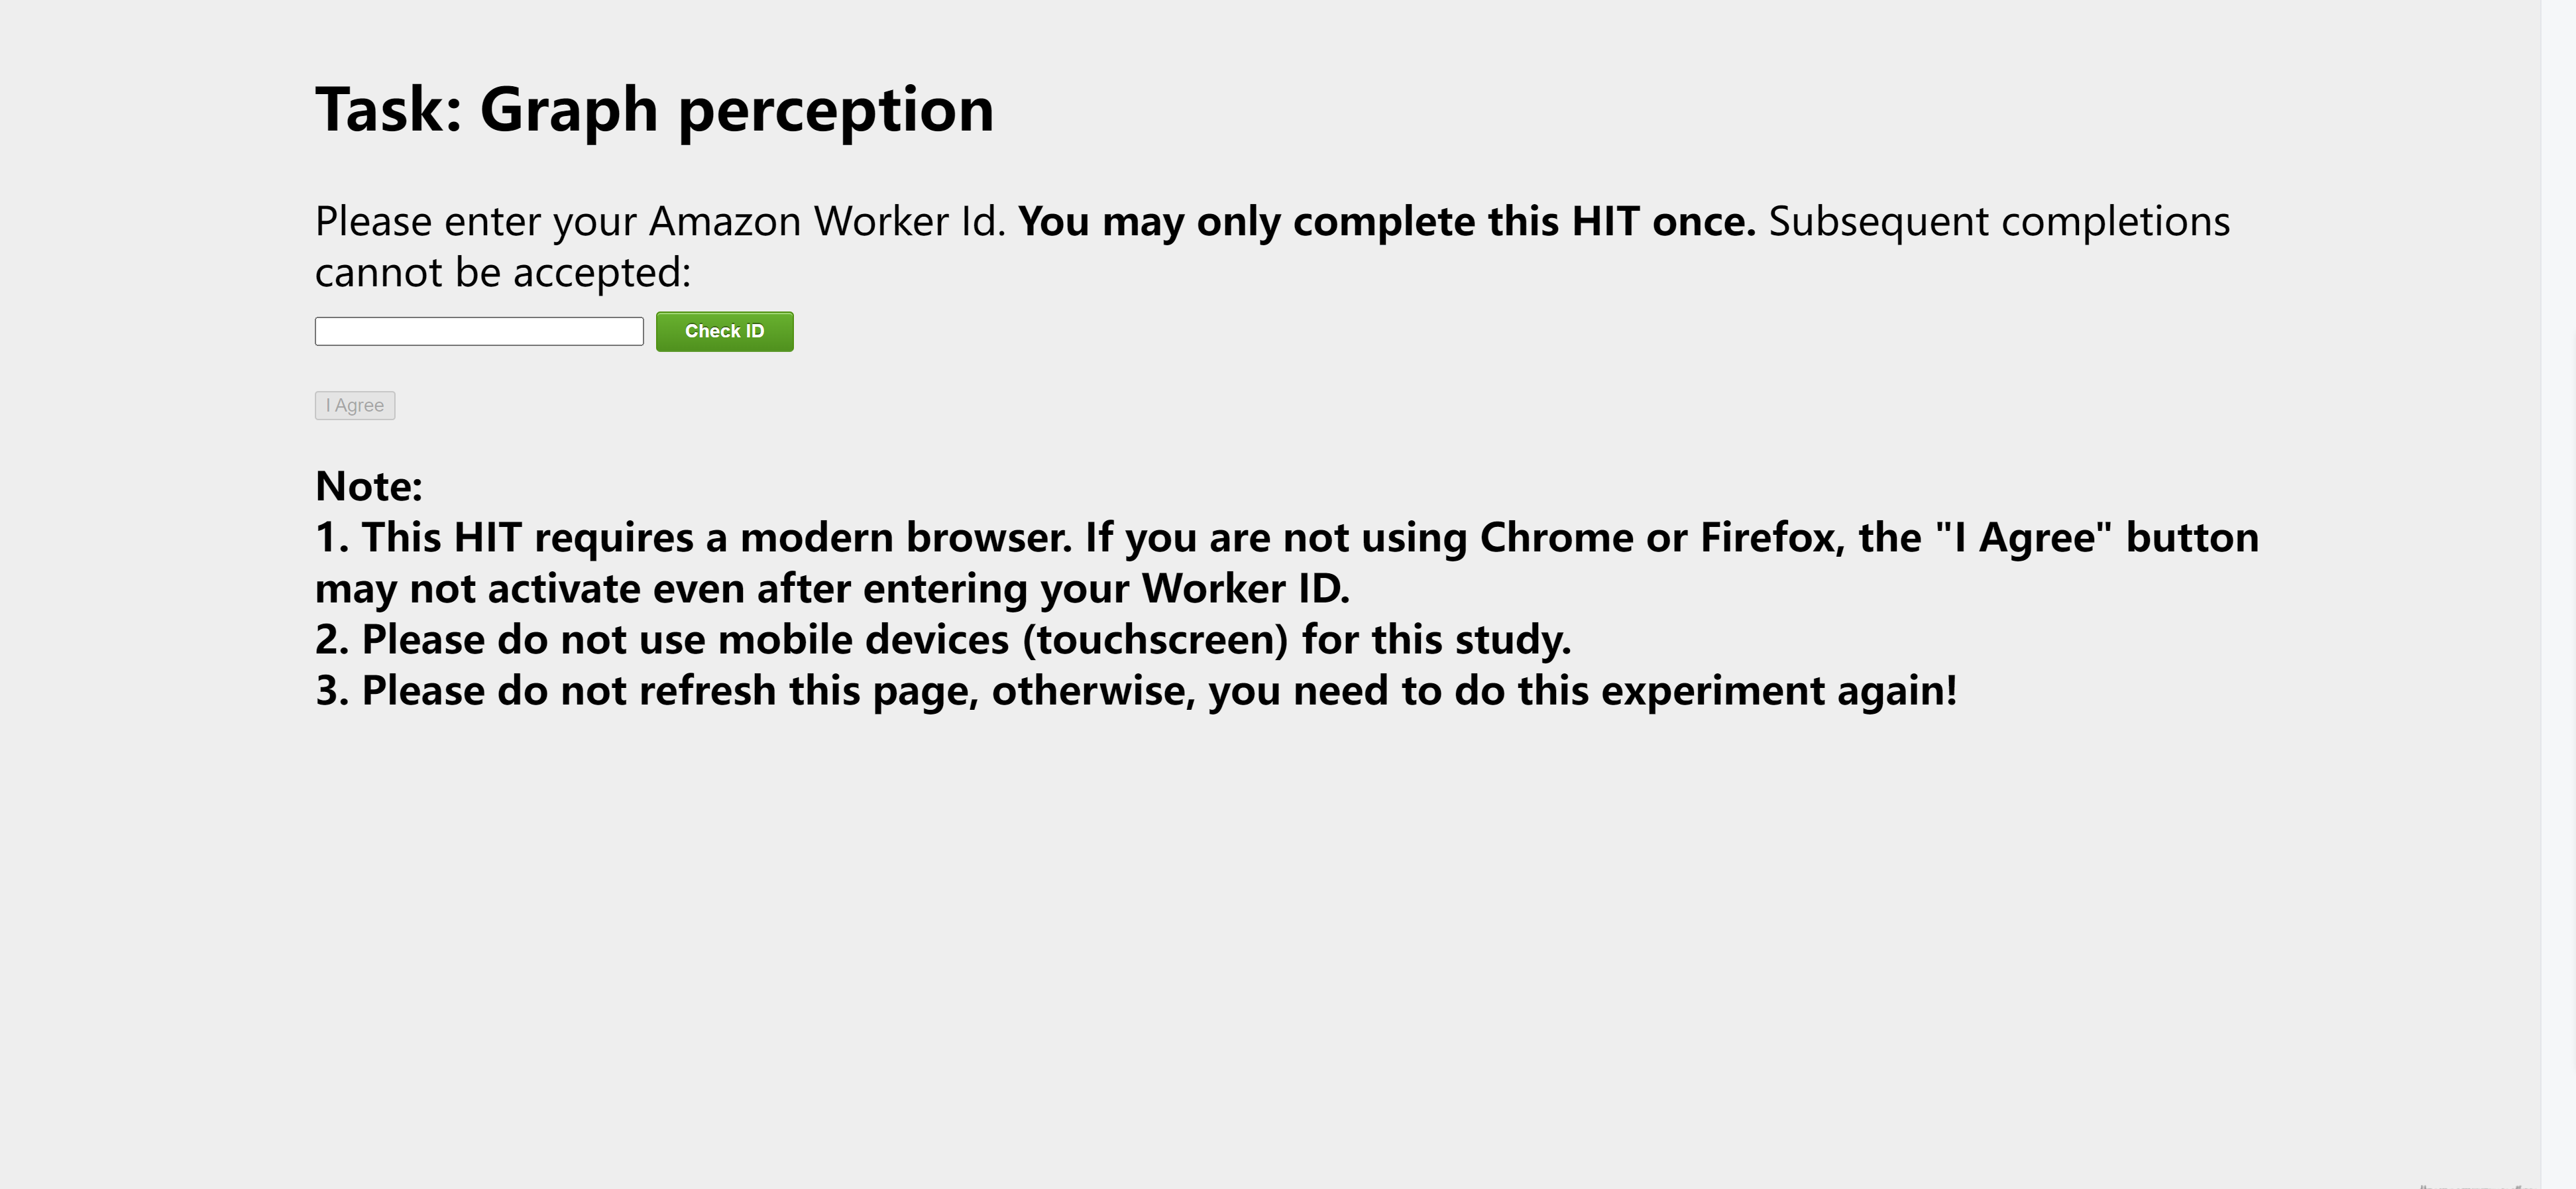 Task: Graph perception
Please enter your Amazon Worker Id. You may only complete this HIT once. Subsequent completions
cannot be accepted:
Check ID
I Agree
Note:
1. This HIT requires a modern browser. If you are not using Chrome or Firefox, the "I Agree" button
may not activate even after entering your Worker ID.
2. Please do not use mobile devices (touchscreen) for this study.
3. Please do not refresh this page, otherwise, you need to do this experiment again!